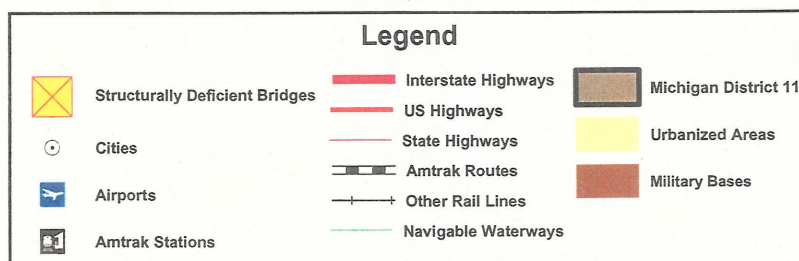 Legend
Structurally Deficient Bridges
Cities
Airports
Amtrak Stations
Interstate Highways
US Highways
State Highways
Amtrak Routes
Other Rail Lines
Navigable Waterways
Michigan District 11
Urbanized Areas
Military Bases